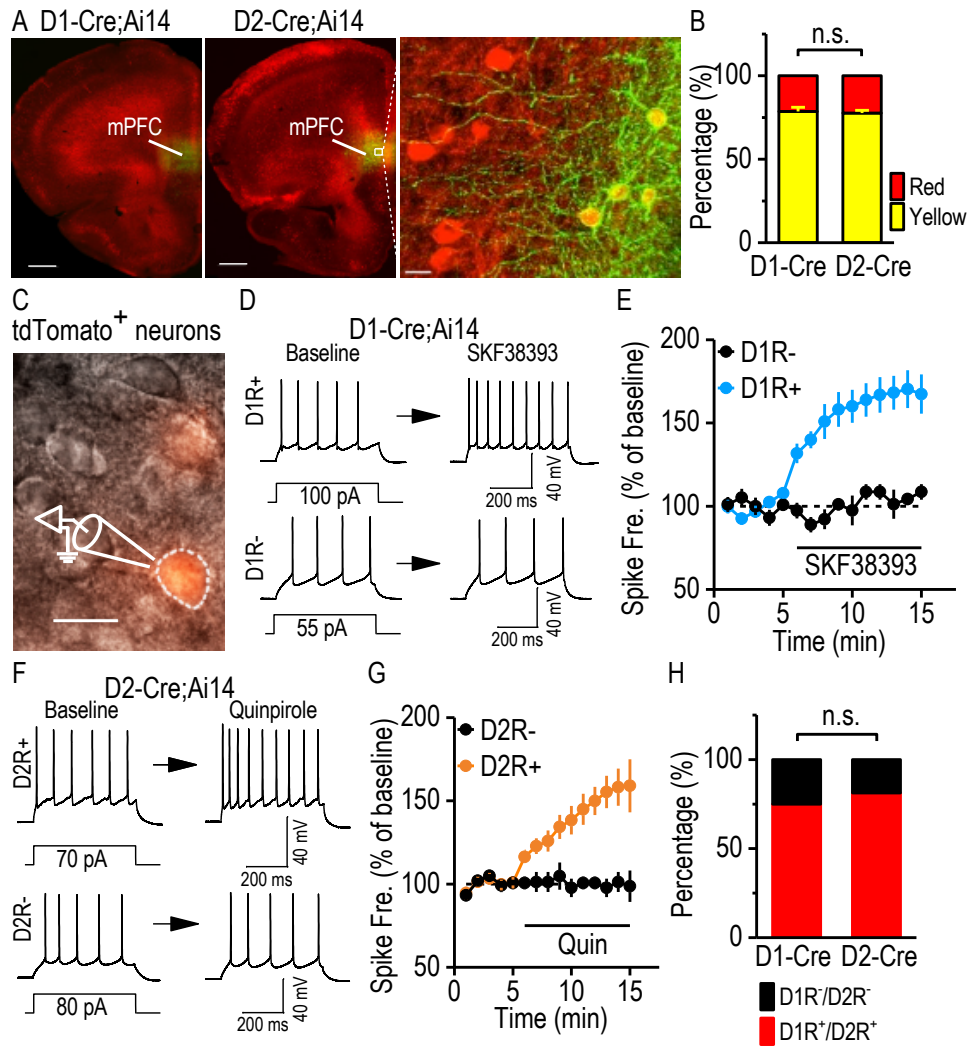 A D1-Cre;Ai14 D2-Cre;Ai14
mPFC mPFC
B
n.s.
100
50
0
Percentage (%)
D1-Cre D2-Cre
Red
Yellow
C
tdTomato+ neurons
D
D1-Cre;Ai14
Baseline SKF38393
D1R+
100 pA
200 ms
40 mV
D1R-
55 pA
200 ms
40 mV
E
200
150
100
50
Spike Fre. (% of baseline)
D1R-
D1R+
SKF38393
0 5 10 15
Time (min)
F
D2-Cre;Ai14
Baseline Quinpirole
D2R+
70 pA
200 ms
40 mV
D2R-
80 pA
200 ms
40 mV
G
200
150
100
50
Spike Fre. (% of baseline)
D2R-
D2R+
Quin
0 5 10 15
Time (min)
H
n.s.
100
50
0
Percentage (%)
D1-Cre D2-Cre
D1R-/D2R-
D1R+/D2R+